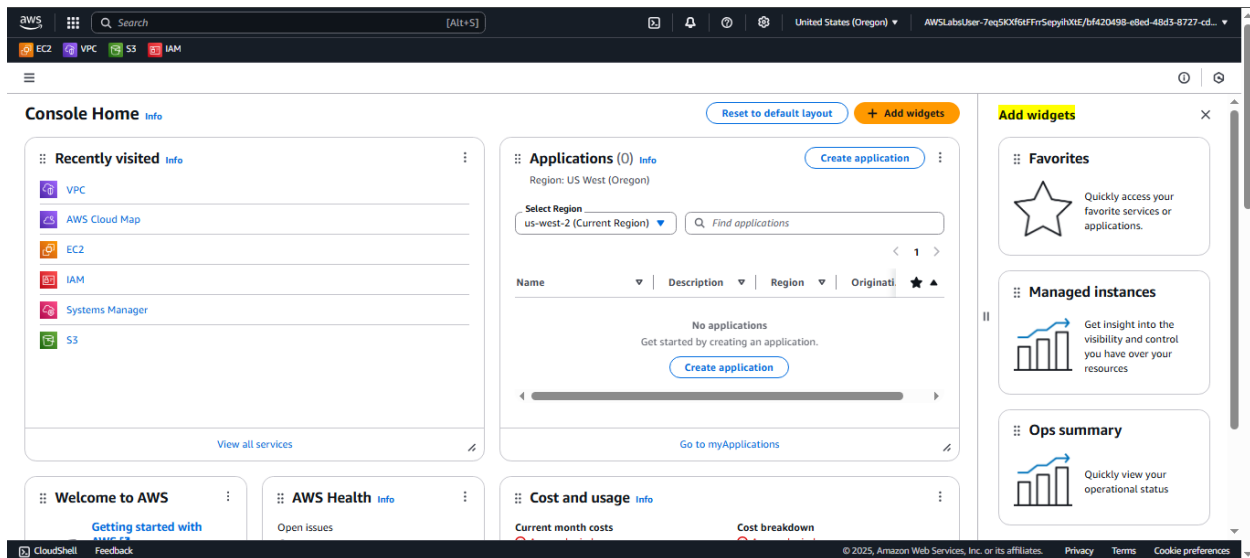 aws
Search [Alt+S]
United States (Oregon) ▼
AWSLabsUser-7eq5KXf6tFFrrSepyihXtE/bf420498-e8ed-48d3-8727-cd... ▼
EC2 VPC S3 IAM
Console Home Info
Reset to default layout
+ Add widgets
Recently visited Info
VPC
AWS Cloud Map
EC2
IAM
Systems Manager
S3
View all services
Applications (0) Info
Create application
Region: US West (Oregon)
Select Region
us-west-2 (Current Region) ▼
Find applications
1
Name Description Region Originati
No applications
Get started by creating an application.
Create application
Go to myApplications
Add widgets
Favorites
Quickly access your
favorite services or
applications.
Managed instances
Get insight into the
visibility and control
you have over your
resources
Ops summary
Quickly view your
operational status
Welcome to AWS
Getting started with
AWS
AWS Health Info
Open issues
Cost and usage Info
Current month costs
Cost breakdown
CloudShell Feedback
© 2025, Amazon Web Services, Inc. or its affiliates. Privacy Terms Cookie preferences